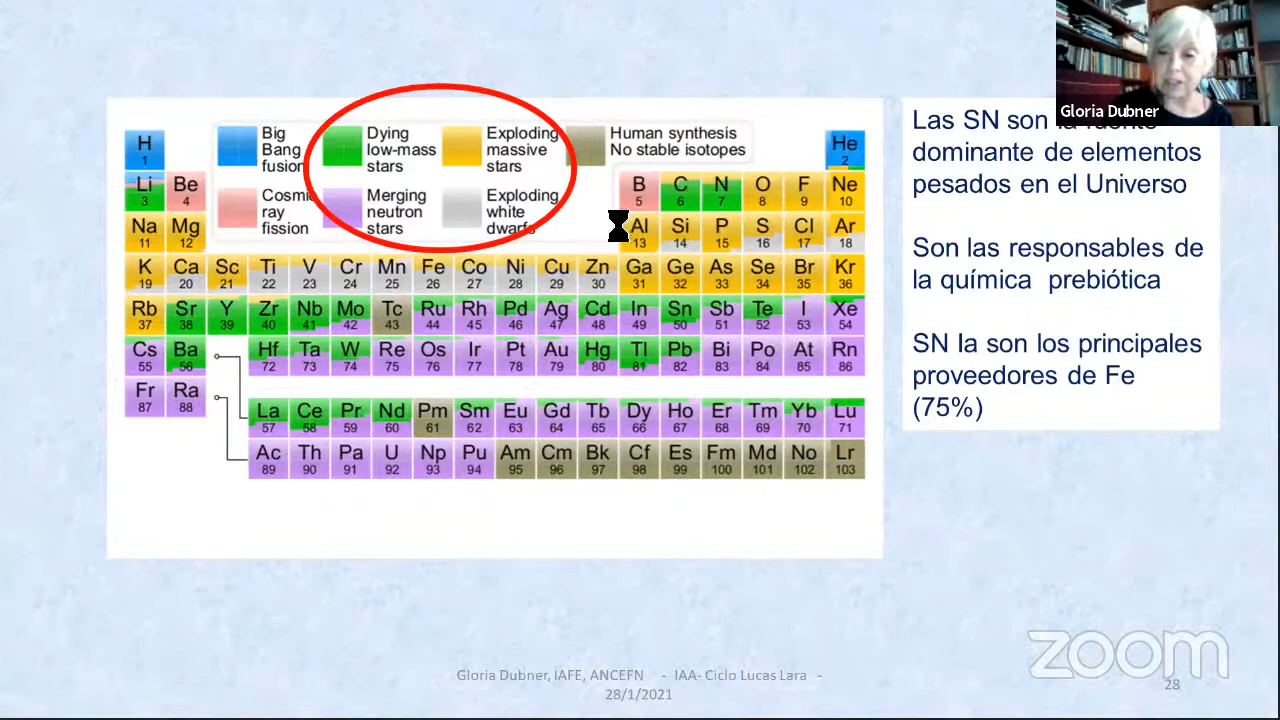 Gloria Dubner
Big
Bang
fusion
Dying
low-mass
stars
Exploding
massive
stars
Human synthesis
No stable isotopes
Cosmic
ray
fission
Merging
neutron
stars
Exploding
white
dwarfs
H He
1 2
Li Be B C N O F Ne
3 4 5 6 7 8 9 10
Na Mg Al Si P S Cl Ar
11 12 13 14 15 16 17 18
K Ca Sc Ti V Cr Mn Fe Co Ni Cu Zn Ga Ge As Se Br Kr
19 20 21 22 23 24 25 26 27 28 29 30 31 32 33 34 35 36
Rb Sr Y Zr Nb Mo Tc Ru Rh Pd Ag Cd In Sn Sb Te I Xe
37 38 39 40 41 42 43 44 45 46 47 48 49 50 51 52 53 54
Cs Ba Hf Ta W Re Os Ir Pt Au Hg Tl Pb Bi Po At Rn
55 56 72 73 74 75 76 77 78 79 80 81 82 83 84 85 86
Fr Ra
87 88
La Ce Pr Nd Pm Sm Eu Gd Tb Dy Ho Er Tm Yb Lu
57 58 59 60 61 62 63 64 65 66 67 68 69 70 71
Ac Th Pa U Np Pu Am Cm Bk Cf Es Fm Md No Lr
89 90 91 92 93 94 95 96 97 98 99 100 101 102 103
Las SN son la fuente
dominante de elementos
pesados en el Universo
Son las responsables de
la química prebiótica
SN Ia son los principales
proveedores de Fe
(75%)
Gloria Dubner, IAFE, ANCEFN - IAA- Ciclo Lucas Lara -
28/1/2021
zoom
28